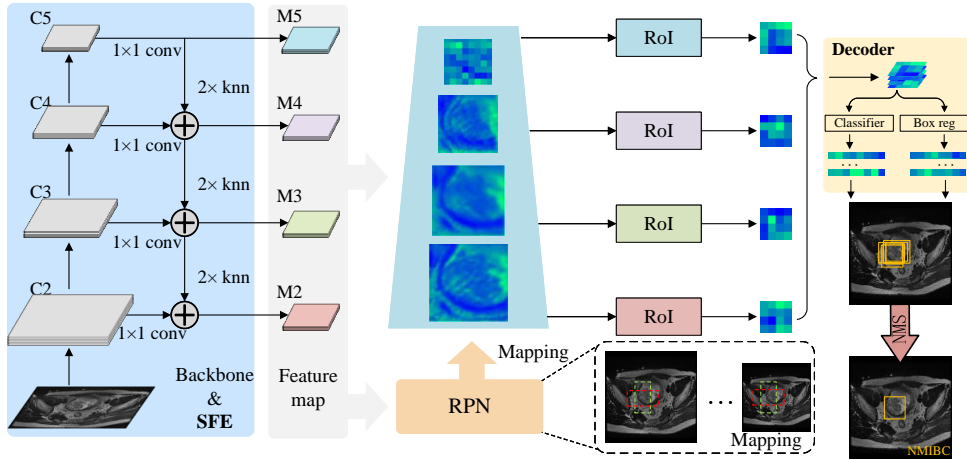 C5
1×1 conv
2× knn
C4
1×1 conv
2× knn
C3
1×1 conv
2× knn
C2
1×1 conv
Backbone
&
SFE
M5
M4
M3
M2
Feature
map
Mapping
RPN
RoI
RoI
RoI
RoI
Mapping
Decoder
Classifier
Box reg
NMS
NMIBC